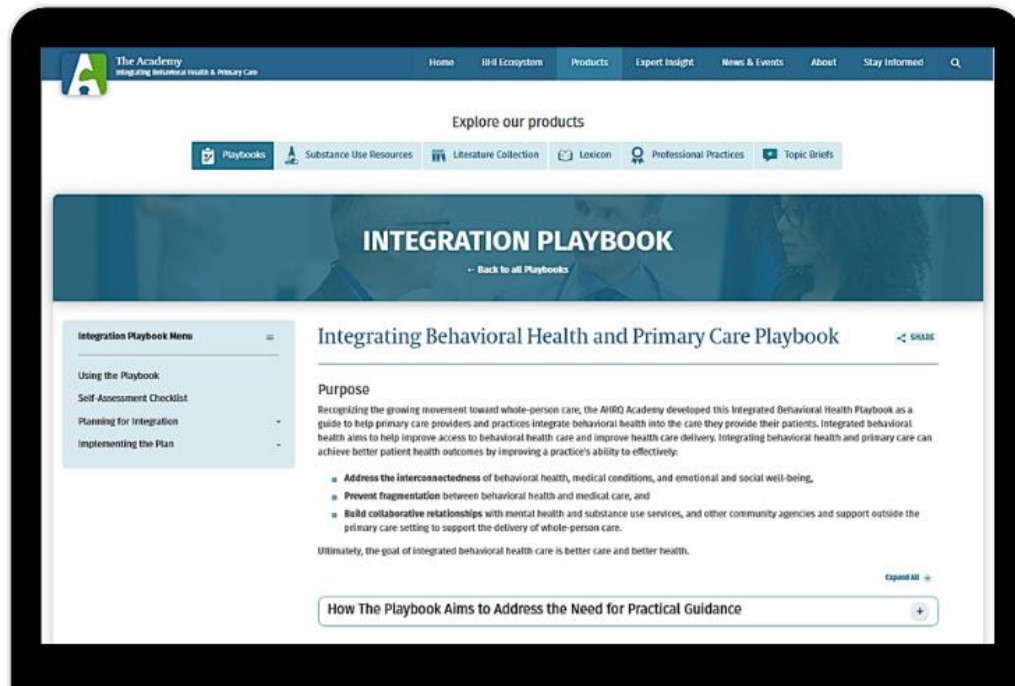 The Academy
Integrating Behavioral Health & Primary Care
Home BHI Ecosystem Products Expert Insight News & Events About Stay Informed
Explore our products
Playbooks Substance Use Resources Literature Collection Lexicon Professional Practices Topic Briefs
INTEGRATION PLAYBOOK
← Back to all Playbooks
Integration Playbook Menu
Using the Playbook
Self-Assessment Checklist
Planning for Integration
Implementing the Plan
Integrating Behavioral Health and Primary Care Playbook
SHARE
Purpose
Recognizing the growing movement toward whole-person care, the AHRQ Academy developed this Integrated Behavioral Health Playbook as a
guide to help primary care providers and practices integrate behavioral health into the care they provide their patients. Integrated behavioral
health aims to help improve access to behavioral health care and improve health care delivery. Integrating behavioral health and primary care can
achieve better patient health outcomes by improving a practice's ability to effectively:
Address the interconnectedness of behavioral health, medical conditions, and emotional and social well-being,
Prevent fragmentation between behavioral health and medical care, and
Build collaborative relationships with mental health and substance use services, and other community agencies and support outside the
primary care setting to support the delivery of whole-person care.
Ultimately, the goal of integrated behavioral health care is better care and better health.
Expand All +
How The Playbook Aims to Address the Need for Practical Guidance +